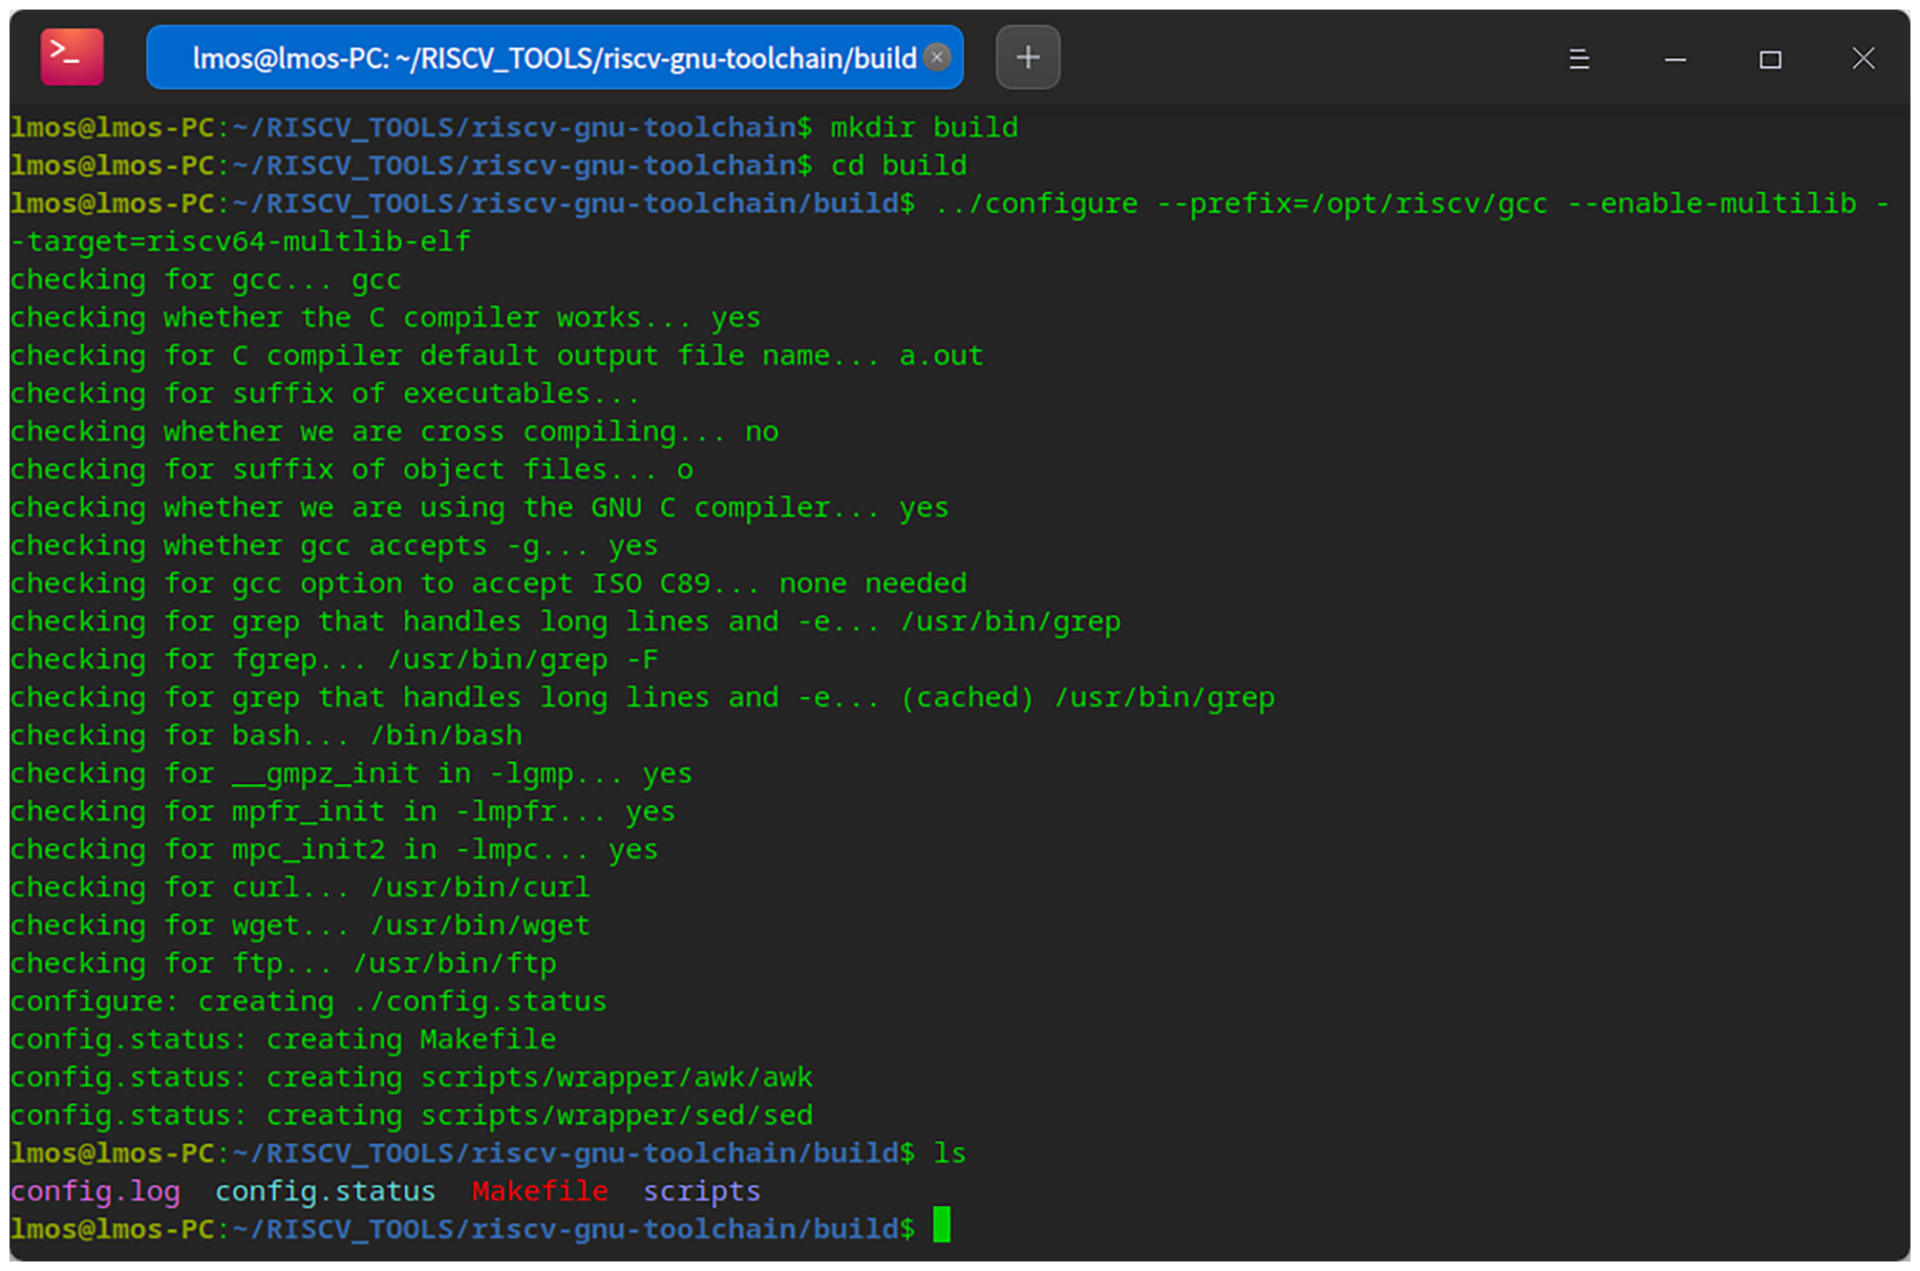 lmos@lmos-PC: ~/RISCV_TOOLS/riscv-gnu-toolchain/build
lmos@lmos-PC:~/RISCV_TOOLS/riscv-gnu-toolchain$ mkdir build
lmos@lmos-PC:~/RISCV_TOOLS/riscv-gnu-toolchain$ cd build
lmos@lmos-PC:~/RISCV_TOOLS/riscv-gnu-toolchain/build$ ../configure --prefix=/opt/riscv/gcc --enable-multilib -
-target=riscv64-multlib-elf
checking for gcc... gcc
checking whether the C compiler works... yes
checking for C compiler default output file name... a.out
checking for suffix of executables...
checking whether we are cross compiling... no
checking for suffix of object files... o
checking whether we are using the GNU C compiler... yes
checking whether gcc accepts -g... yes
checking for gcc option to accept ISO C89... none needed
checking for grep that handles long lines and -e... /usr/bin/grep
checking for fgrep... /usr/bin/grep -F
checking for grep that handles long lines and -e... (cached) /usr/bin/grep
checking for bash... /bin/bash
checking for __gmpz_init in -lgmp... yes
checking for mpfr_init in -lmpfr... yes
checking for mpc_init2 in -lmpc... yes
checking for curl... /usr/bin/curl
checking for wget... /usr/bin/wget
checking for ftp... /usr/bin/ftp
configure: creating ./config.status
config.status: creating Makefile
config.status: creating scripts/wrapper/awk/awk
config.status: creating scripts/wrapper/sed/sed
lmos@lmos-PC:~/RISCV_TOOLS/riscv-gnu-toolchain/build$ ls
config.log  config.status  Makefile  scripts
lmos@lmos-PC:~/RISCV_TOOLS/riscv-gnu-toolchain/build$